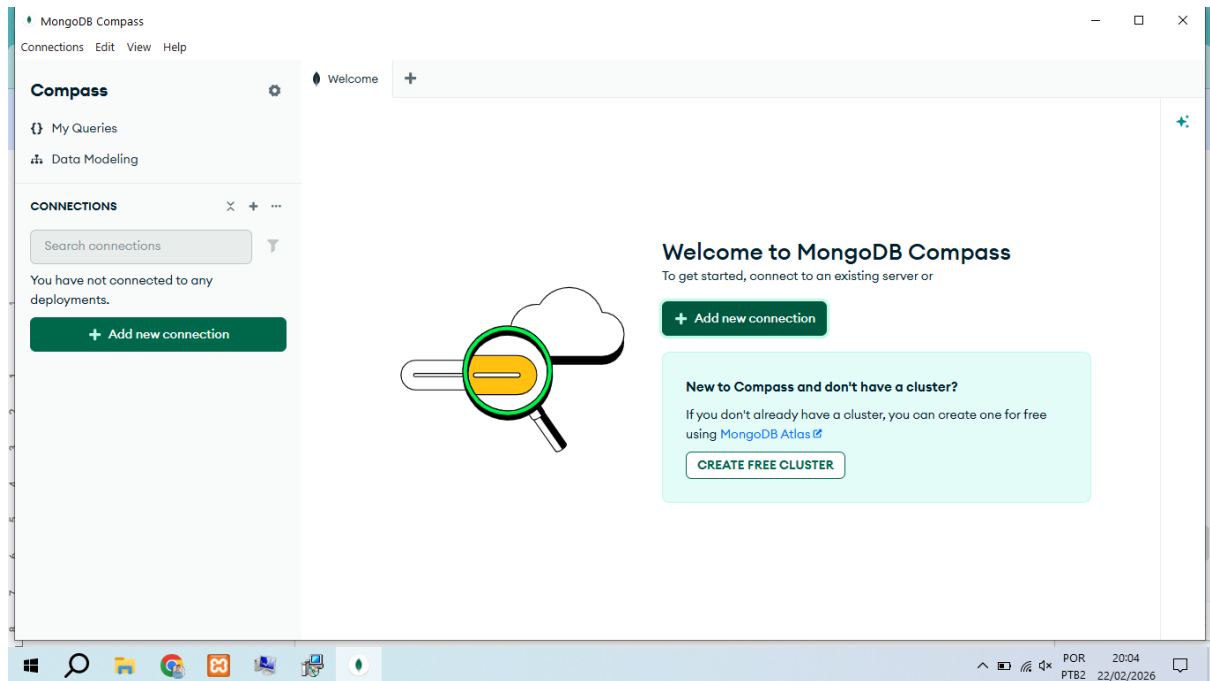 MongoDB Compass
Connections Edit View Help
Compass
My Queries
Data Modeling
CONNECTIONS
Search connections
You have not connected to any
deployments.
Add new connection
Welcome
Welcome to MongoDB Compass
To get started, connect to an existing server or
Add new connection
New to Compass and don't have a cluster?
If you don't already have a cluster, you can create one for free
using MongoDB Atlas
CREATE FREE CLUSTER
POR
PTB2
20:04
22/02/2026